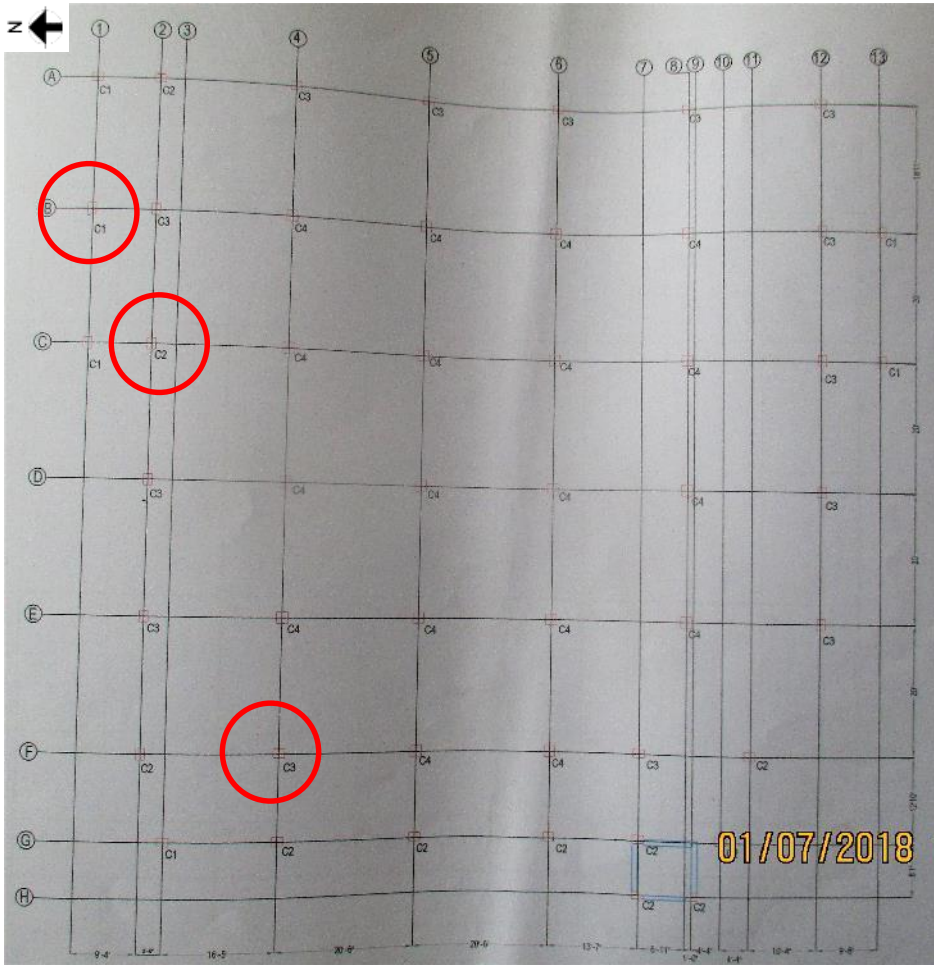 N
1 2 3 4 5 6 7 8 9 10 11 12 13
A C1 C2 C3 C3 C3 C3 C3
B C1 C3 C4 C4 C4 C4 C3 C1
C C1 C2 C4 C4 C4 C4 C3 C1
20'
20'
D C3 C4 C4 C4 C4 C3
E C3 C4 C4 C4 C4 C3
20'
F C2 C3 C4 C4 C3 C2
G C1 C2 C2 C2 C2
01/07/2018
H C2 C2
9'-4" 16'-5" 20'-6" 13'-7" 10'-4"